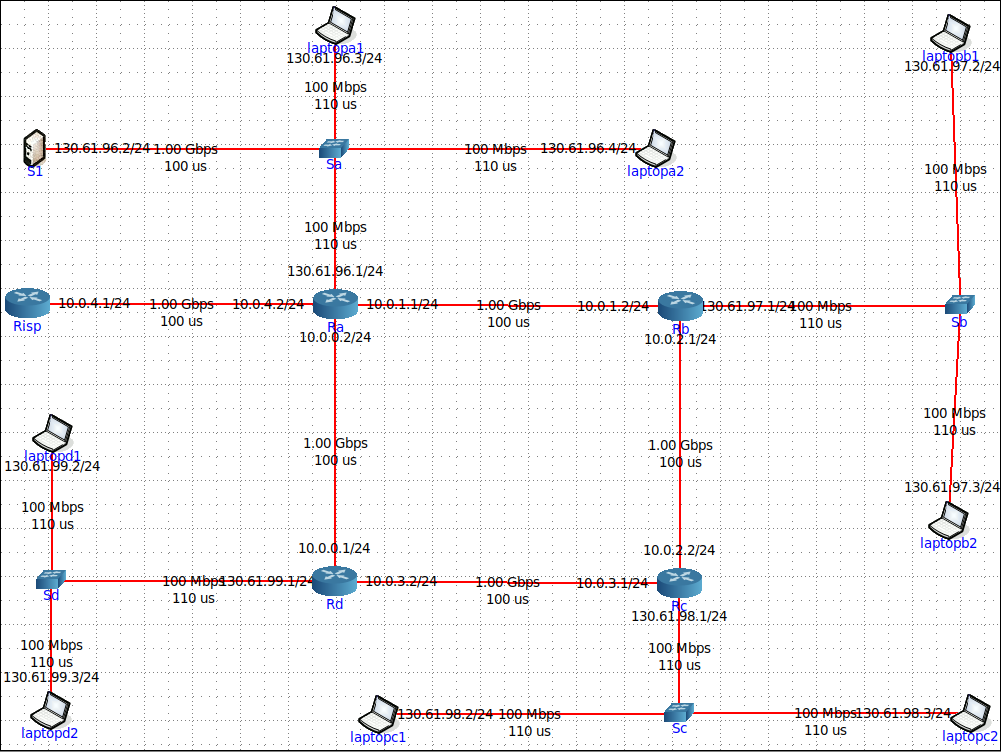 laptopa1
130.61.96.3/24
100 Mbps
110 us
laptopb1
130.61.97.2/24
S1
130.61.96.2/24
1.00 Gbps
100 us
Sa
100 Mbps
110 us
130.61.96.4/24
laptopa2
100 Mbps
110 us
100 Mbps
110 us
130.61.96.1/24
Risp
10.0.4.1/24
1.00 Gbps
100 us
10.0.4.2/24
Ra
10.0.0.2/24
10.0.1.1/24
1.00 Gbps
100 us
10.0.1.2/24
Rb
10.0.2.1/24
130.61.97.1/24
100 Mbps
110 us
Sb
laptopd1
130.61.99.2/24
100 Mbps
110 us
1.00 Gbps
100 us
1.00 Gbps
100 us
100 Mbps
110 us
130.61.97.3/24
laptopb2
10.0.0.1/24
10.0.2.2/24
Sd
100 Mbps
110 us
130.61.99.1/24
Rd
10.0.3.2/24
1.00 Gbps
100 us
10.0.3.1/24
Rc
130.61.98.1/24
100 Mbps
110 us
130.61.99.3/24
laptopd2
100 Mbps
110 us
laptopc1
130.61.98.2/24
100 Mbps
110 us
Sc
100 Mbps
110 us
130.61.98.3/24
laptopc2